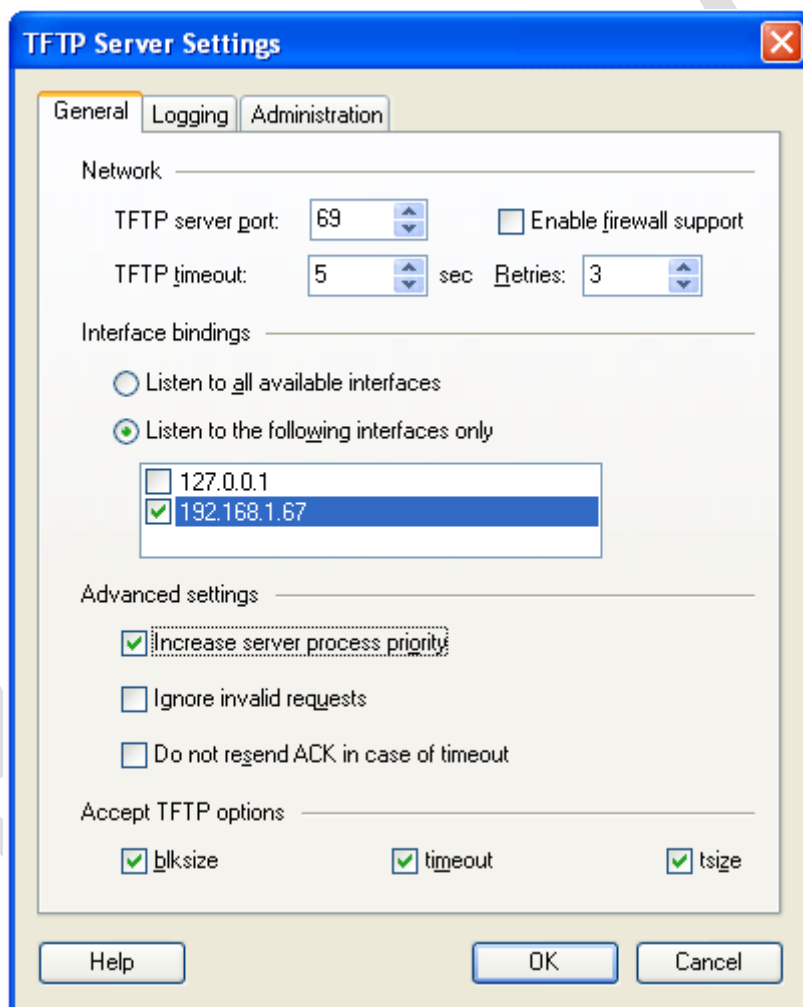 TFTP Server Settings
General Logging Administration
Network
TFTP server port: 69 Enable firewall support
TFTP timeout: 5 sec Retries: 3
Interface bindings
Listen to all available interfaces
Listen to the following interfaces only
127.0.0.1
192.168.1.67
Advanced settings
Increase server process priority
Ignore invalid requests
Do not resend ACK in case of timeout
Accept TFTP options
blksize timeout tsize
Help OK Cancel